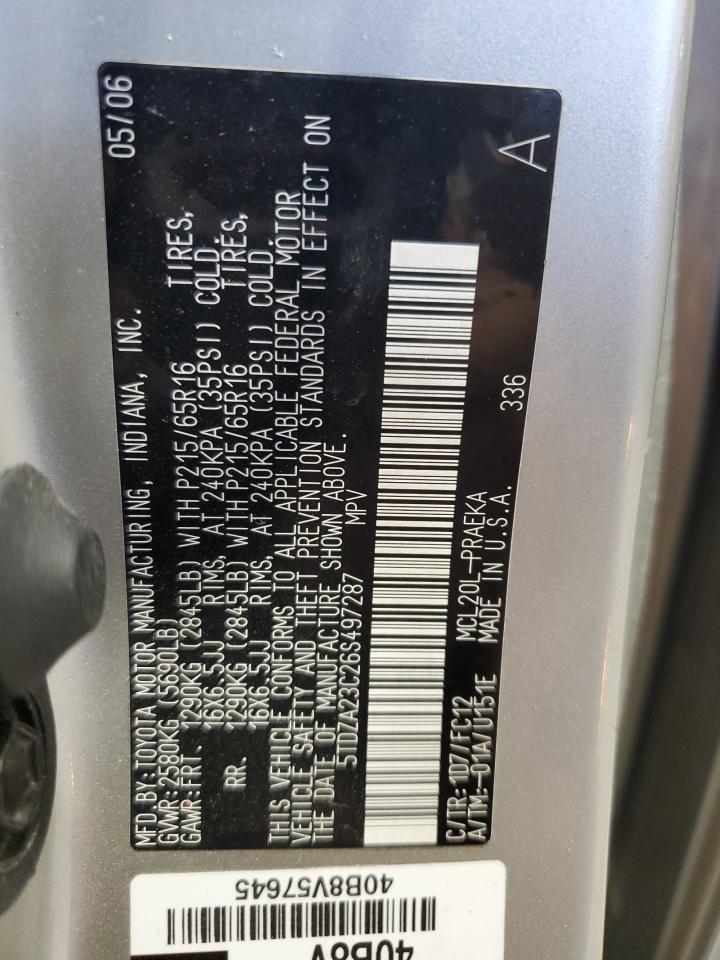 MFD.BY:TOYOTA MOTOR MANUFACTURING, INDIANA, INC. 05/06
GVWR:2580KG(5690LB)
GAWR:FRT. 1290KG (2845LB) WITH P215/65R16 TIRES,
16X6.5JJ RIMS, AT 240KPA (35PSI) COLD.
RR. 1290KG (2845LB) WITH P215/65R16 TIRES,
16X6.5JJ RIMS, AT 240KPA (35PSI) COLD.
THIS VEHICLE CONFORMS TO ALL APPLICABLE FEDERAL MOTOR
VEHICLE SAFETY AND THEFT PREVENTION STANDARDS IN EFFECT ON
THE DATE OF MANUFACTURE SHOWN ABOVE.
5TDZA23C26S497287 MPV
C/TR:1D7/FC12 MCL20L-PRAEKA 336
A/TM:-01A/U151E MADE IN U.S.A.
A
40B8V57645
40B8V